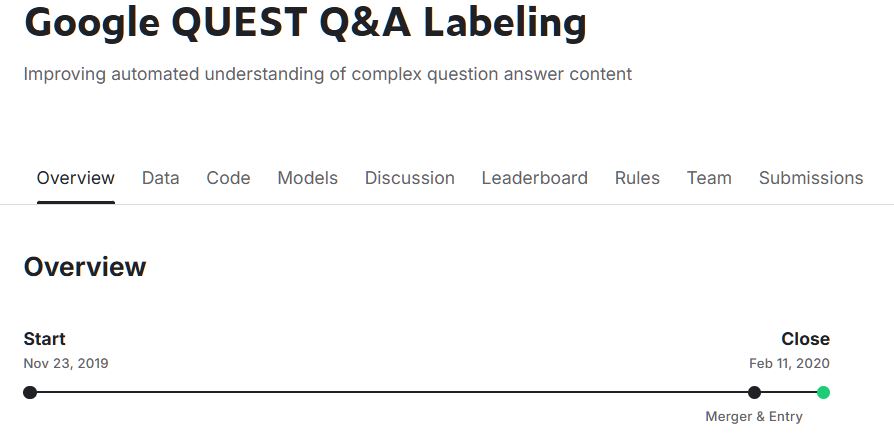 Google QUEST Q&A Labeling
Improving automated understanding of complex question answer content
Overview Data Code Models Discussion Leaderboard Rules Team Submissions
Overview
Start Close
Nov 23, 2019 Feb 11, 2020
Merger & Entry